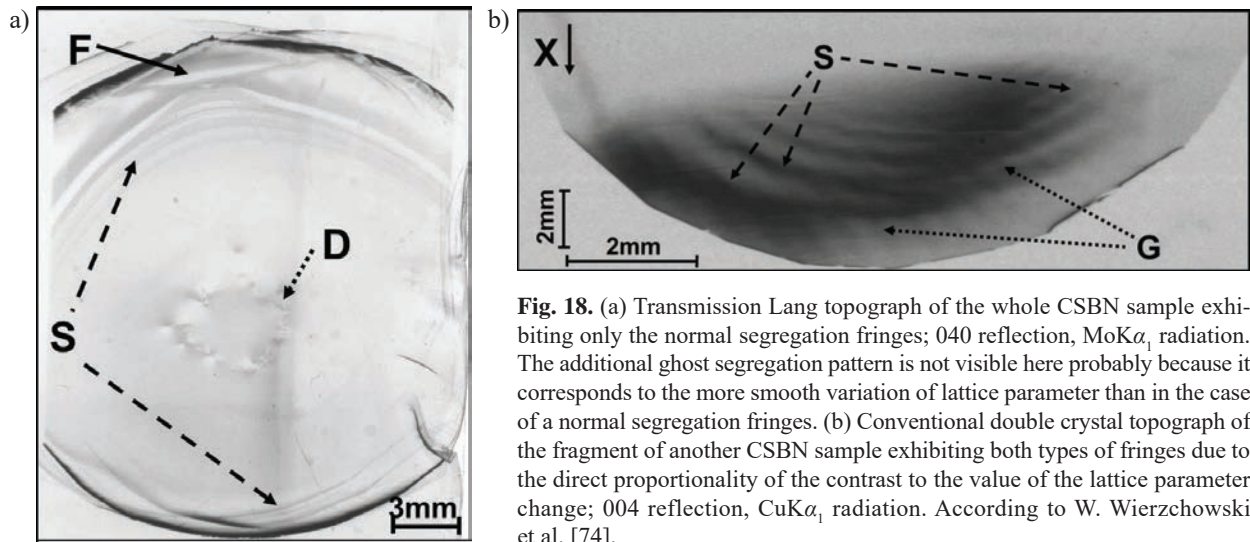 a)
F
D
S
3mm
b)
X
S
2mm
2mm
G
Fig. 18. (a) Transmission Lang topograph of the whole CSBN sample exhi-
biting only the normal segregation fringes; 040 reflection, MoKα₁ radiation.
The additional ghost segregation pattern is not visible here probably because it
corresponds to the more smooth variation of lattice parameter than in the case
of a normal segregation fringes. (b) Conventional double crystal topograph of
the fragment of another CSBN sample exhibiting both types of fringes due to
the direct proportionality of the contrast to the value of the lattice parameter
change; 004 reflection, CuKα₁ radiation. According to W. Wierzchowski
et al. [74].